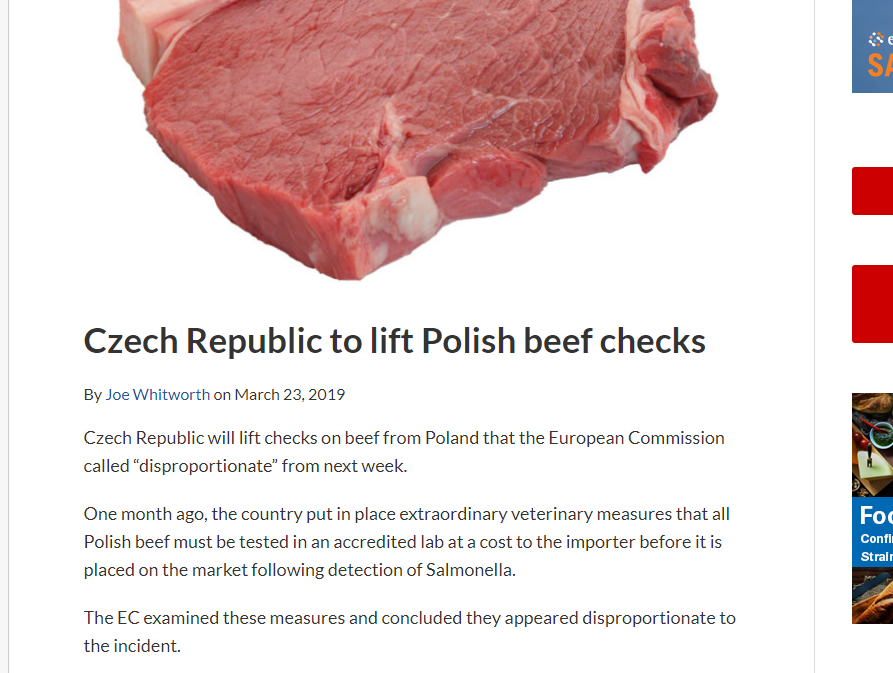 Czech Republic to lift Polish beef checks
By Joe Whitworth on March 23, 2019
Czech Republic will lift checks on beef from Poland that the European Commission
called “disproportionate” from next week.
One month ago, the country put in place extraordinary veterinary measures that all
Polish beef must be tested in an accredited lab at a cost to the importer before it is
placed on the market following detection of Salmonella.
The EC examined these measures and concluded they appeared disproportionate to
the incident.